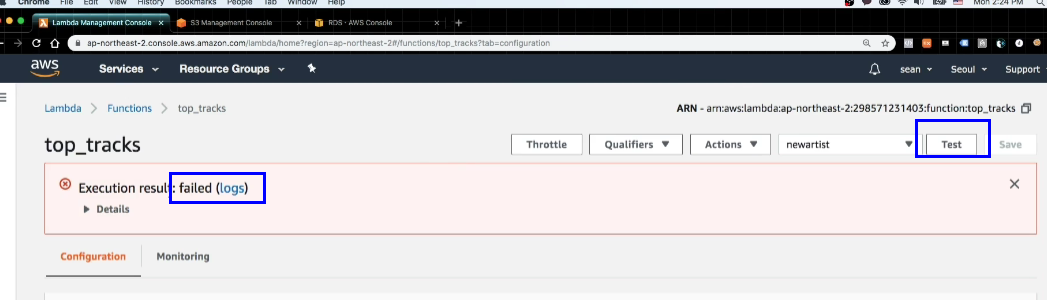 Chrome File Edit View History Bookmarks People Tab Window Help Mon 2:24 PM
Lambda Management Console
S3 Management Console
RDS - AWS Console
ap-northeast-2.console.aws.amazon.com/lambda/home?region=ap-northeast-2#/functions/top_tracks?tab=configuration
aws Services Resource Groups sean Seoul Support
Lambda > Functions > top_tracks ARN - arn:aws:lambda:ap-northeast-2:298571231403:function:top_tracks
top_tracks Throttle Qualifiers Actions newartist Test Save
Execution result: failed (logs)
Details
Configuration Monitoring